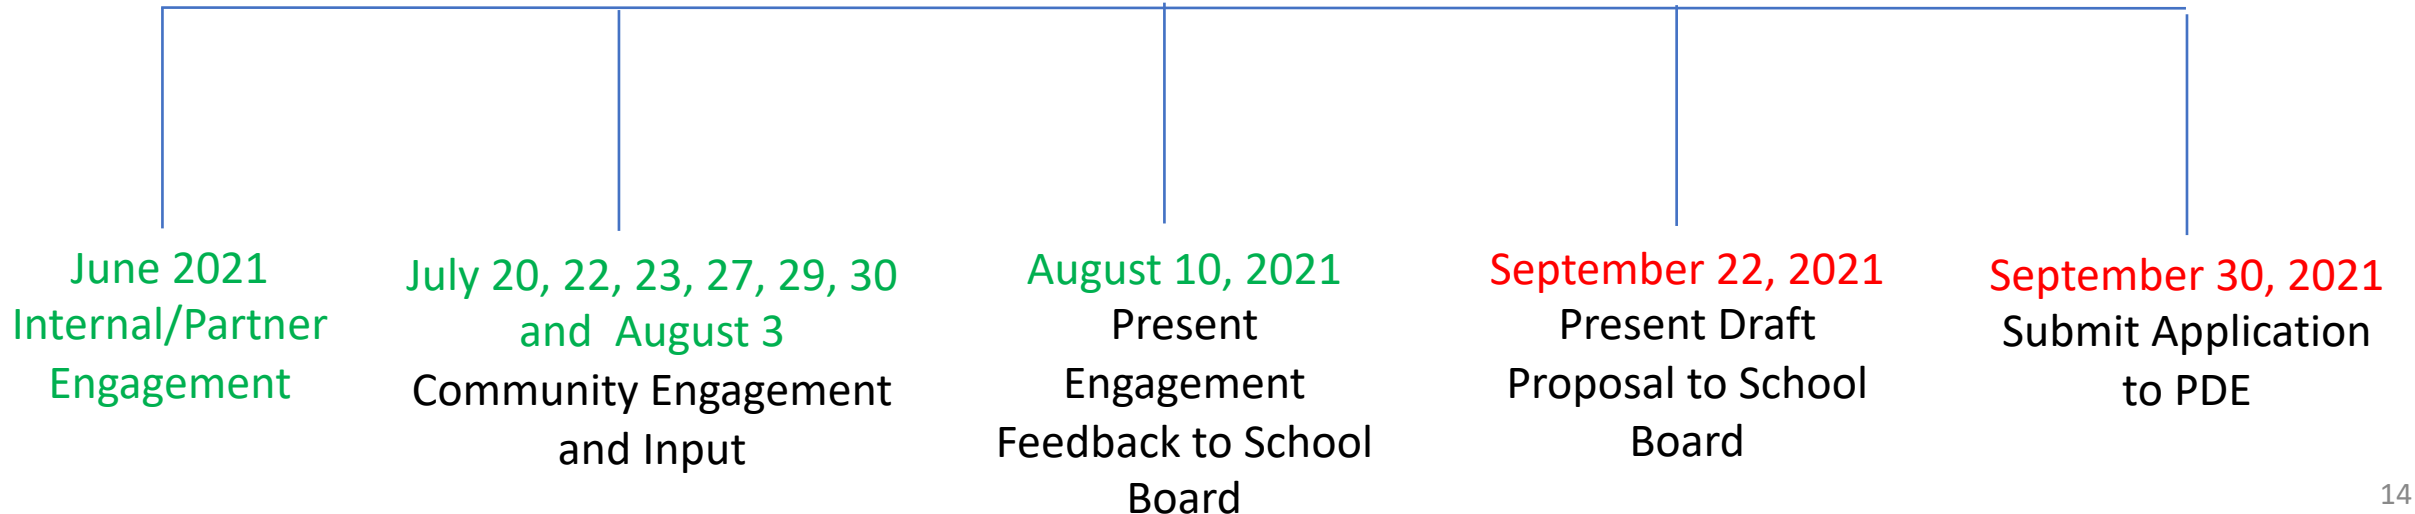 June 2021
Internal/Partner
Engagement
July 20, 22, 23, 27, 29, 30
and August 3
Community Engagement
and Input
August 10, 2021
Present
Engagement
Feedback to School
Board
September 22, 2021
Present Draft
Proposal to School
Board
September 30, 2021
Submit Application
to PDE
14